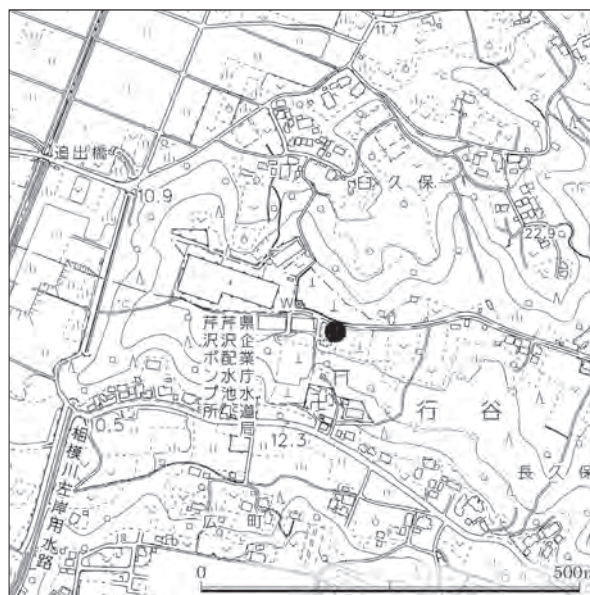 11.7
追出橋
10.9
臼久保
22.9
W
県企業庁水道局
芹沢配水池
芹沢ポンプ所
行谷
10.5
12.3
長久保
相模川左岸用水路
広町
0 500m